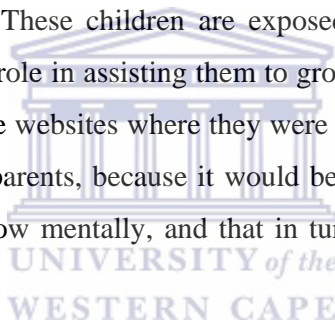 These children are exposed
role in assisting them to gro
e websites where they were
parents, because it would be
ow mentally, and that in tur
UNIVERSITY of the
WESTERN CAPE